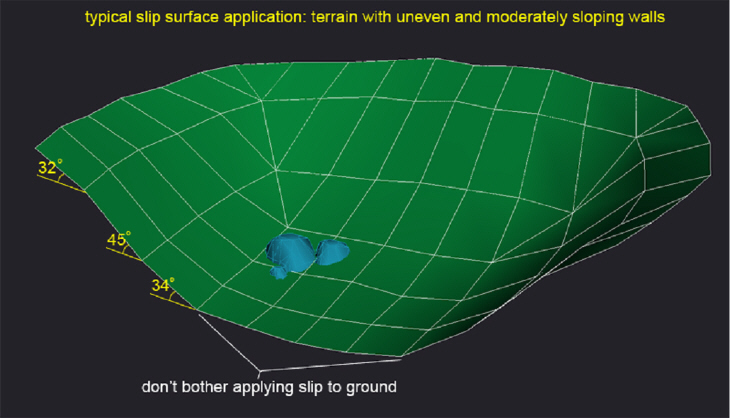 typical slip surface application: terrain with uneven and moderately sloping walls
32°
45°
34°
don't bother applying slip to ground